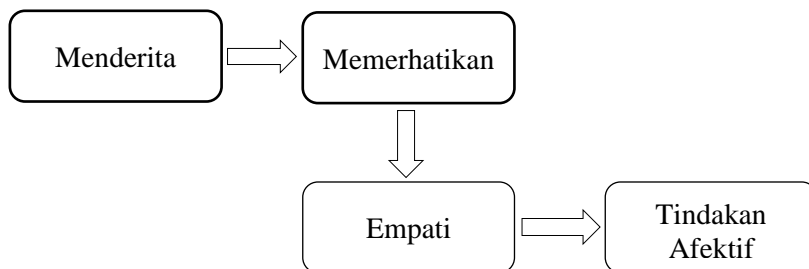 Menderita
Memerhatikan
Empati
Tindakan
Afektif